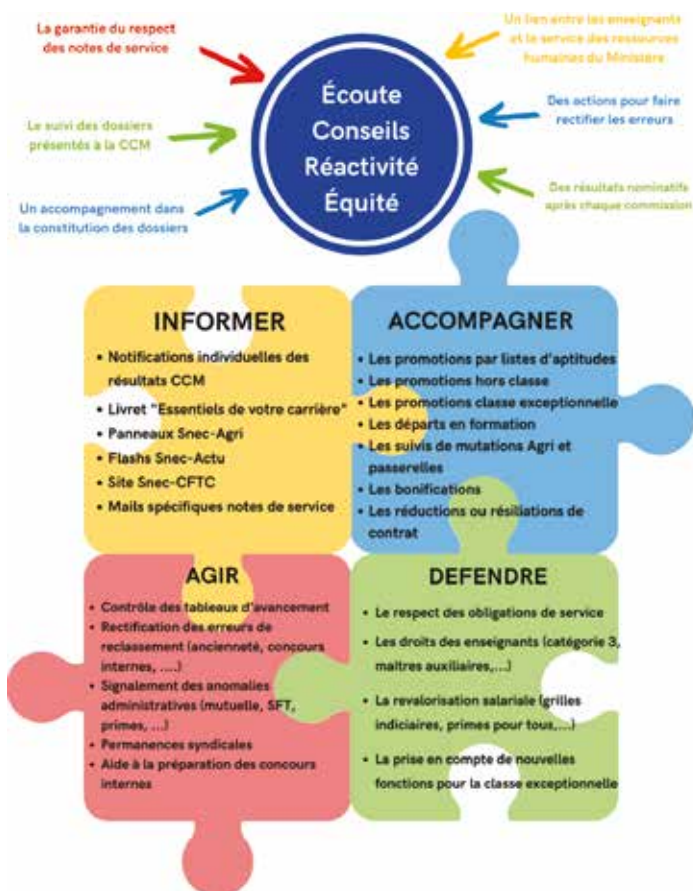 La garantie du respect
des notes de service
Un lien entre les enseignants
et le service des ressources
humaines du Ministère
Écoute
Conseils
Réactivité
Équité
Le suivi des dossiers
présentés à la CCM
Des actions pour faire
rectifier les erreurs
Un accompagnement dans
la constitution des dossiers
Des résultats nominatifs
après chaque commission
INFORMER
• Notifications individuelles des
résultats CCM
• Livret "Essentiels de votre carrière"
• Panneaux Snec-Agri
• Flashs Snec-Actu
• Site Snec-CFTC
• Mails spécifiques notes de service
ACCOMPAGNER
• Les promotions par listes d'aptitudes
• Les promotions hors classe
• Les promotions classe exceptionnelle
• Les départs en formation
• Les suivis de mutations Agri et
passerelles
• Les bonifications
• Les réductions ou résiliations de
contrat
AGIR
• Contrôle des tableaux d'avancement
• Rectification des erreurs de
reclassement (ancienneté, concours
internes, ....)
• Signalement des anomalies
administratives (mutuelle, SFT,
primes, ...)
• Permanences syndicales
• Aide à la préparation des concours
internes
DEFENDRE
• Le respect des obligations de service
• Les droits des enseignants (catégorie 3,
maîtres auxiliaires,...)
• La revalorisation salariale (grilles
indiciaires, primes pour tous,...)
• La prise en compte de nouvelles
fonctions pour la classe exceptionnelle